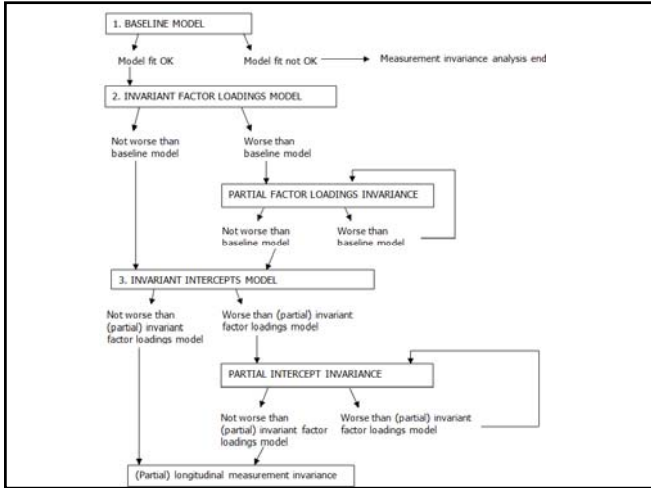 1. BASELINE MODEL
Model fit OK
Model fit not OK
Measurement invariance analysis end
2. INVARIANT FACTOR LOADINGS MODEL
Not worse than
baseline model
Worse than
baseline model
PARTIAL FACTOR LOADINGS INVARIANCE
Not worse than
baseline model
Worse than
baseline model
3. INVARIANT INTERCEPTS MODEL
Not worse than
(partial) invariant
factor loadings model
Worse than (partial) invariant
factor loadings model
PARTIAL INTERCEPT INVARIANCE
Not worse than
(partial) invariant factor
loadings model
Worse than (partial) invariant
factor loadings model
(Partial) longitudinal measurement invariance